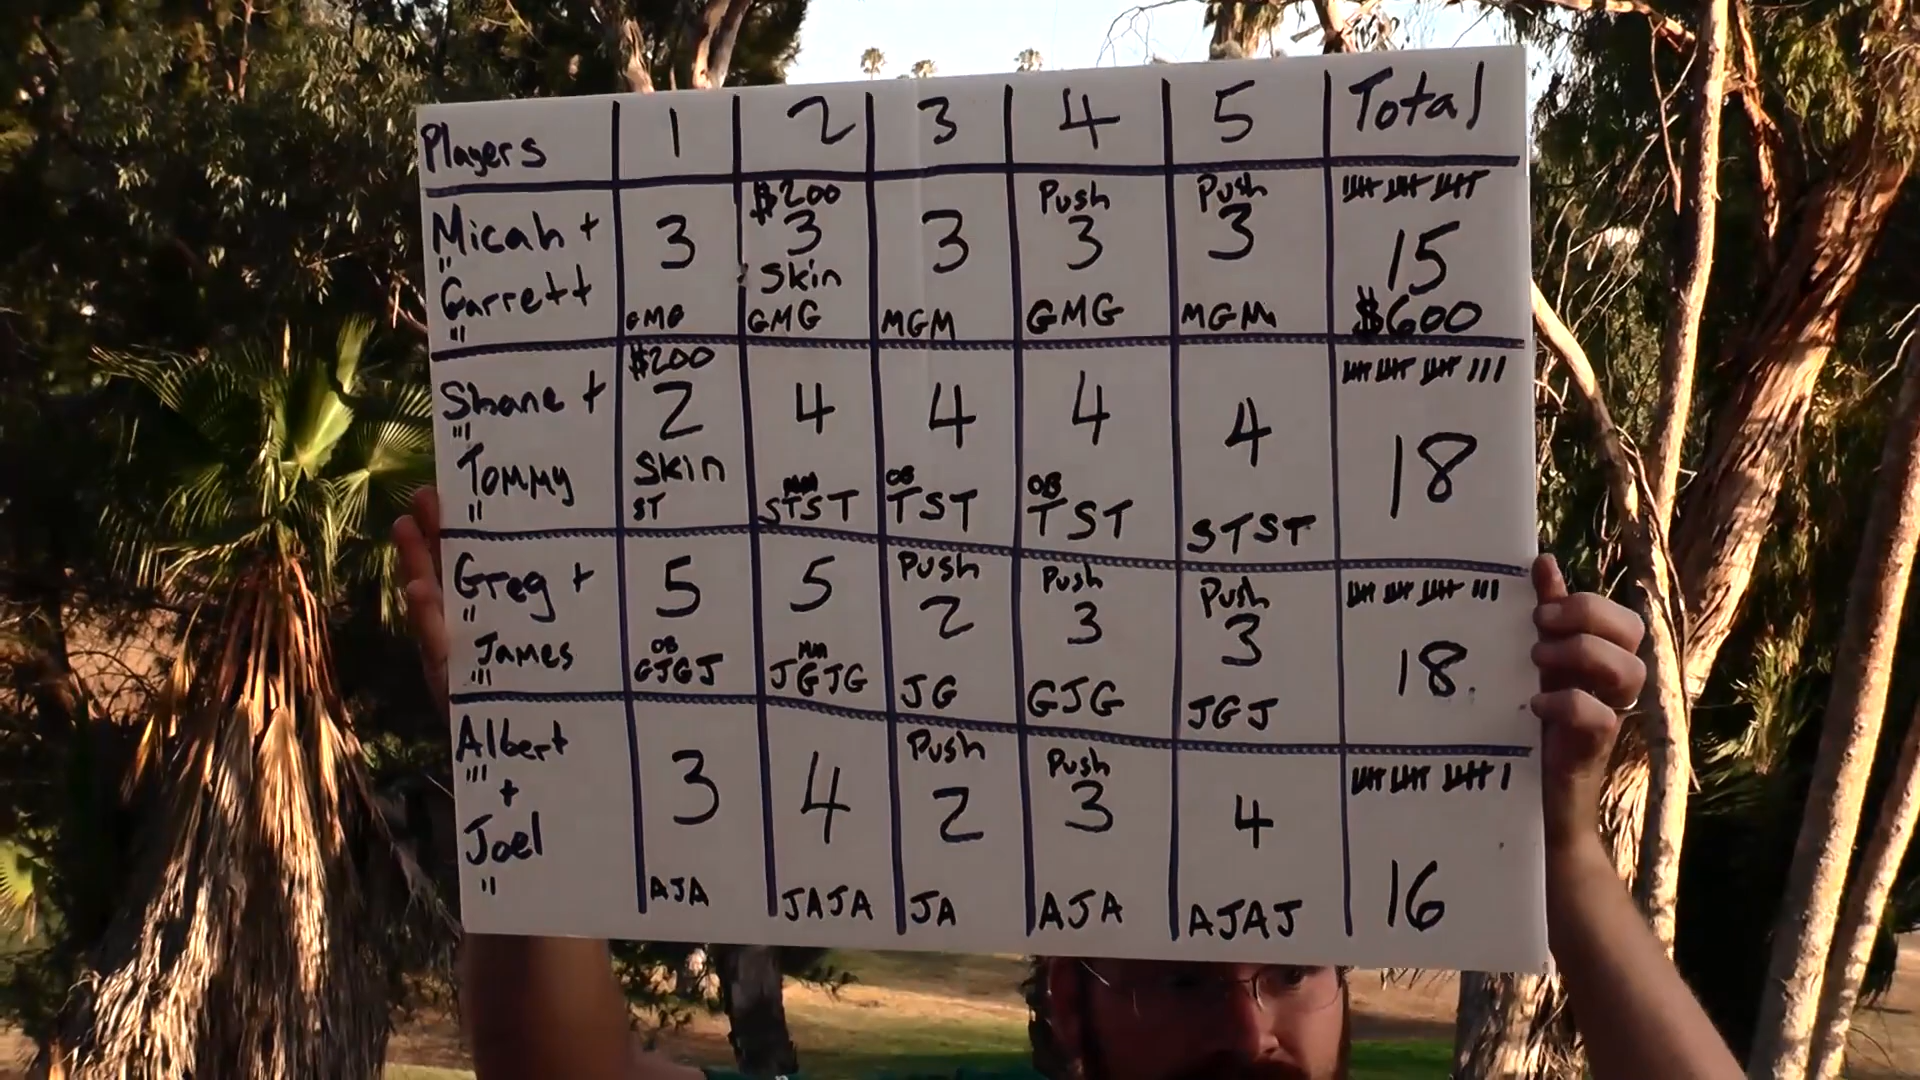 Players 1 2 3 4 5 Total
$200 Push Push
Micah + 3 3 3 3 3 15
Skin
Garrett GMG GMG MGM GMG MGM $600
$200
Shane + 2 4 4 4 4 18
Skin OB OB
Tommy ST STST TST TST STST
Push Push Push
Greg + 5 5 2 3 3 18
OB
James GJGJ JGJG JG GJG JGJ
Push Push
Albert 3 4 2 3 4 16
+
Joel
AJA JAJA JA AJA AJAJ